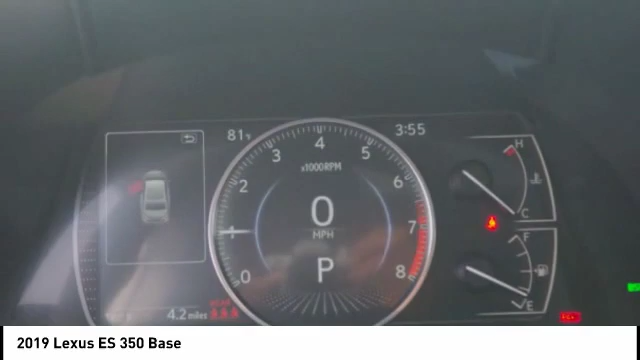 81°F
3:55
4
3 5
x1000RPM
2 6
1 7
0
MPH
P
0 8
H
C
F
E
4.2 miles
REAR
2019 Lexus ES 350 Base